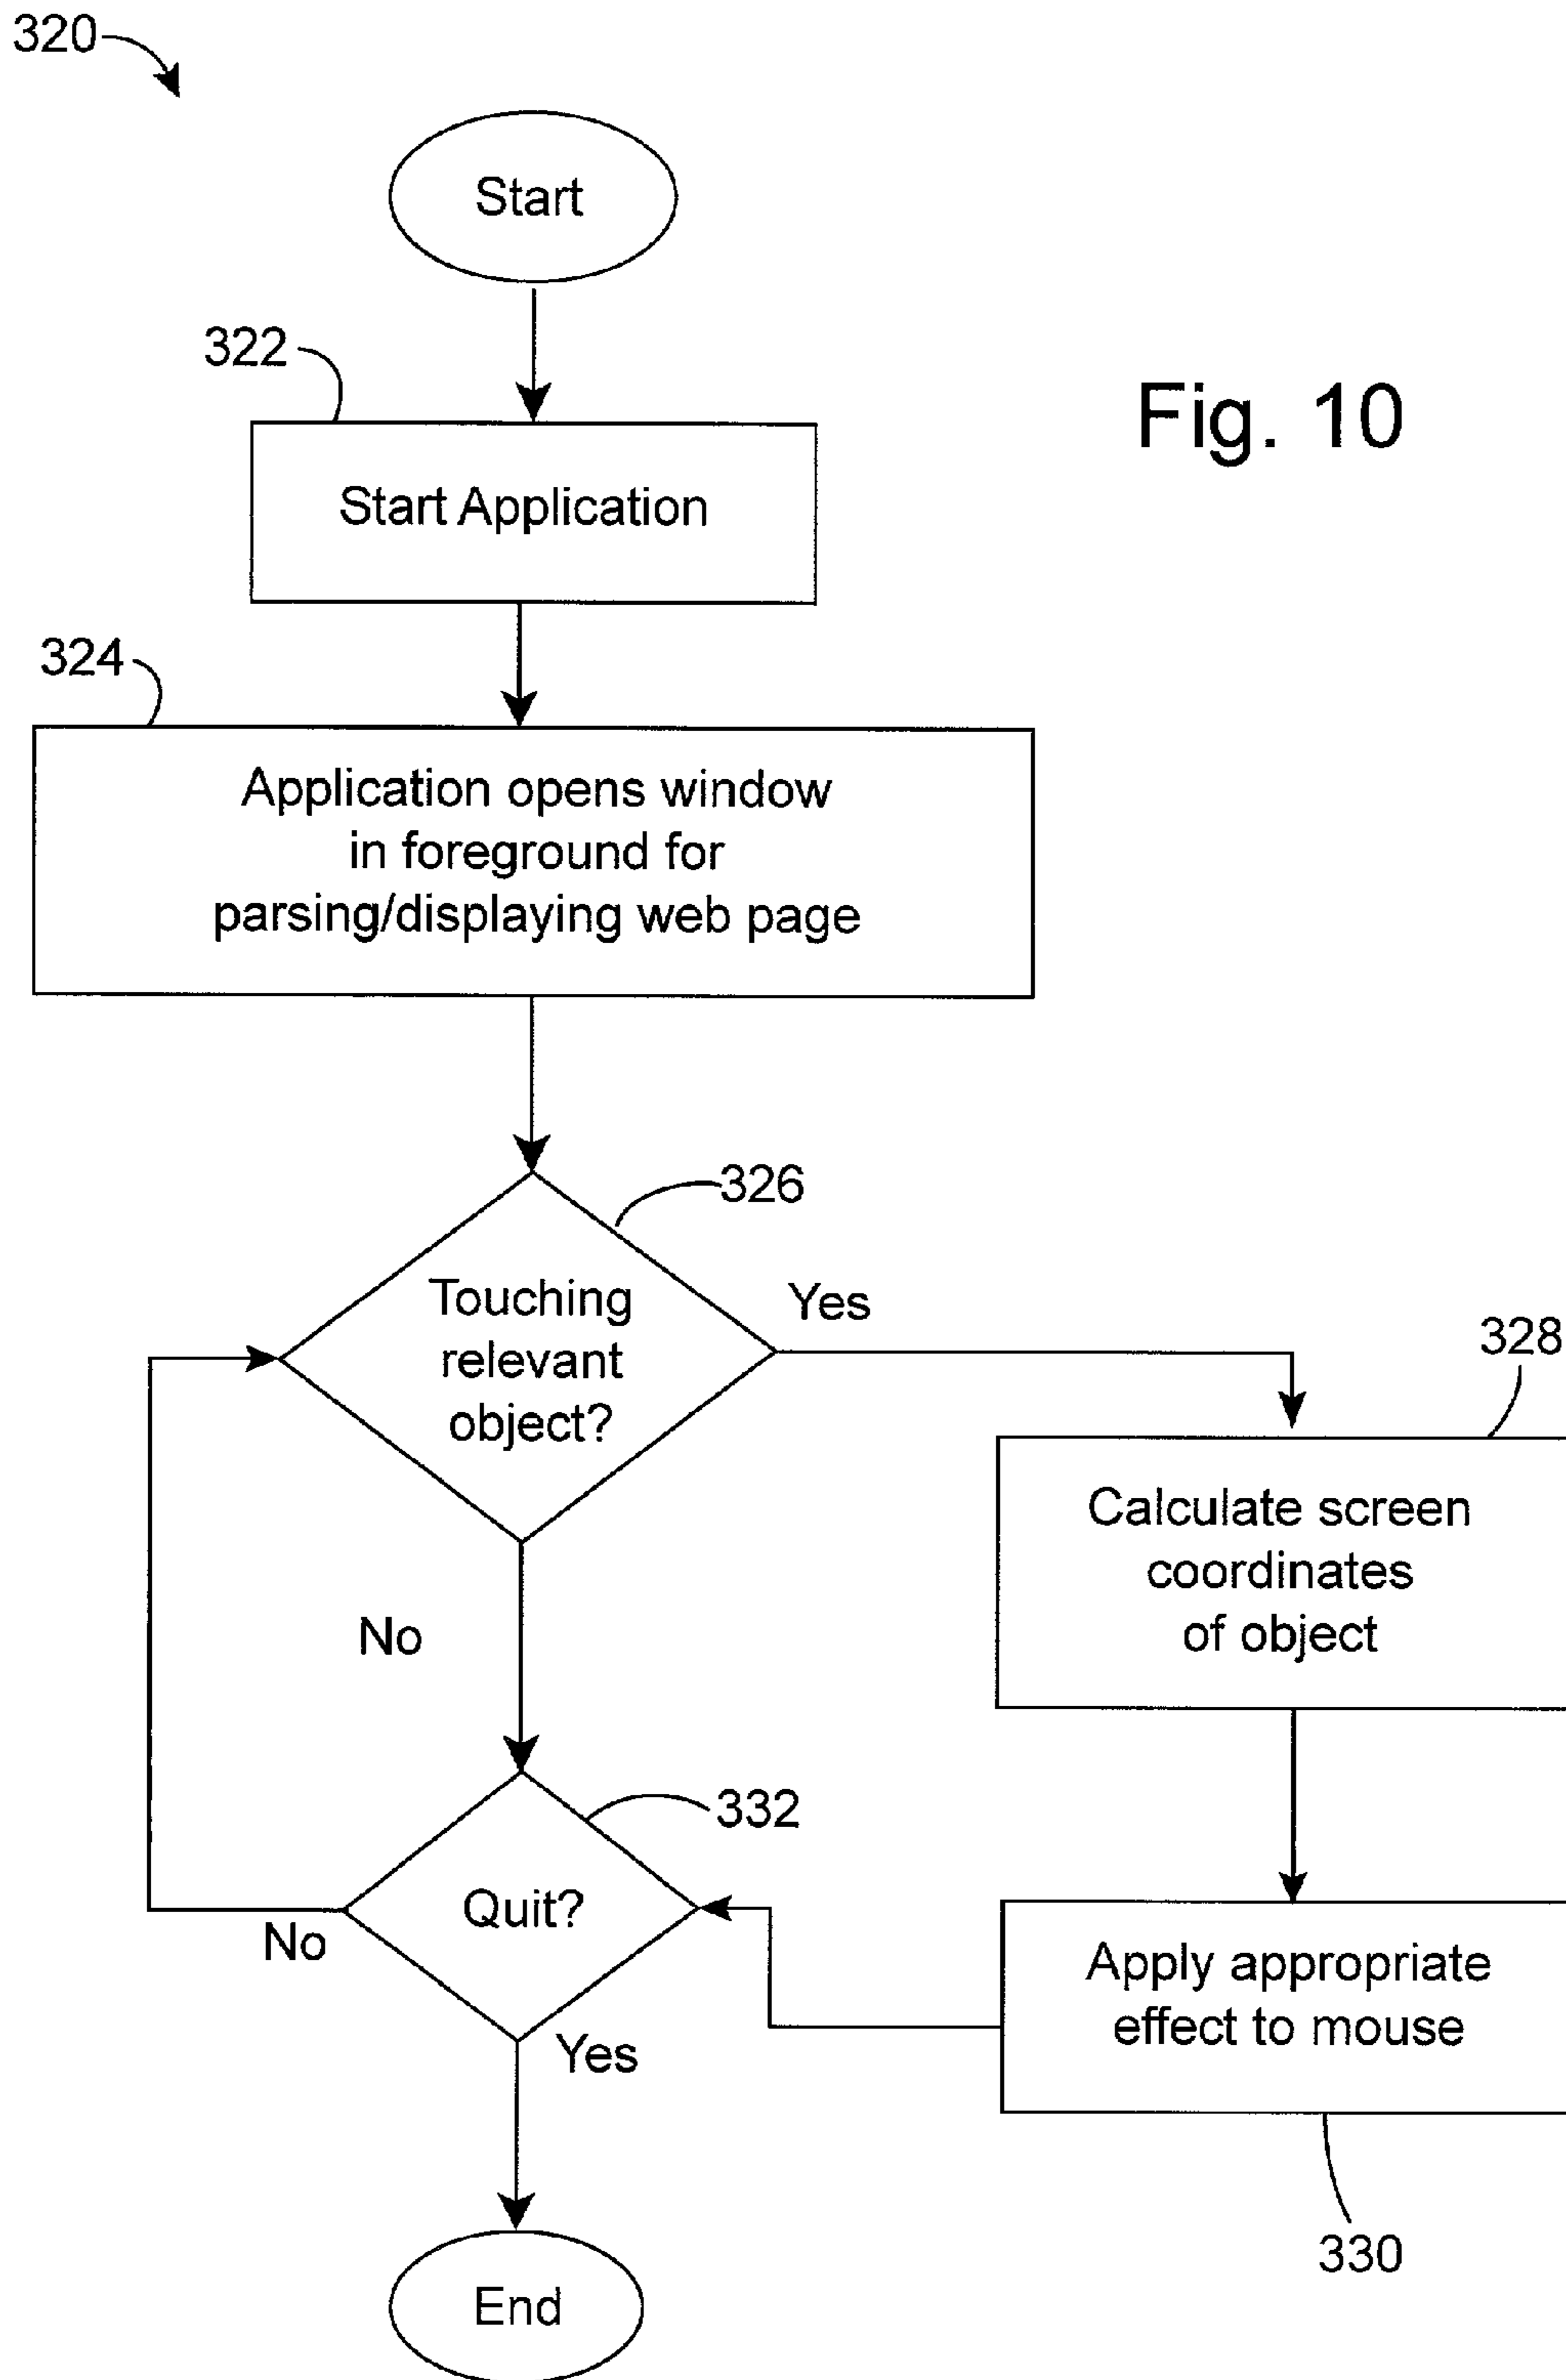 320
Start
322
Fig. 10
Start Application
324
Application opens window
in foreground for
parsing/displaying web page
326
Touching
relevant
object?
Yes
328
Calculate screen
coordinates
of object
No
332
Quit?
No
Apply appropriate
effect to mouse
Yes
330
End